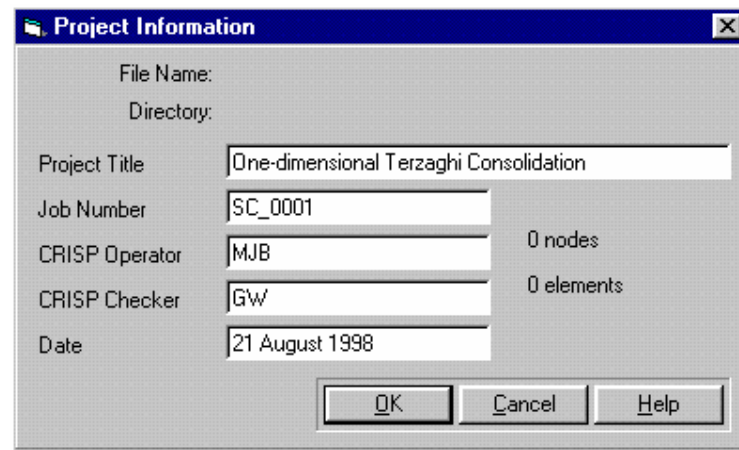 Project Information
File Name:
Directory:
Project Title One-dimensional Terzaghi Consolidation
Job Number SC_0001
CRISP Operator MJB
0 nodes
CRISP Checker GW
0 elements
Date 21 August 1998
OK Cancel Help